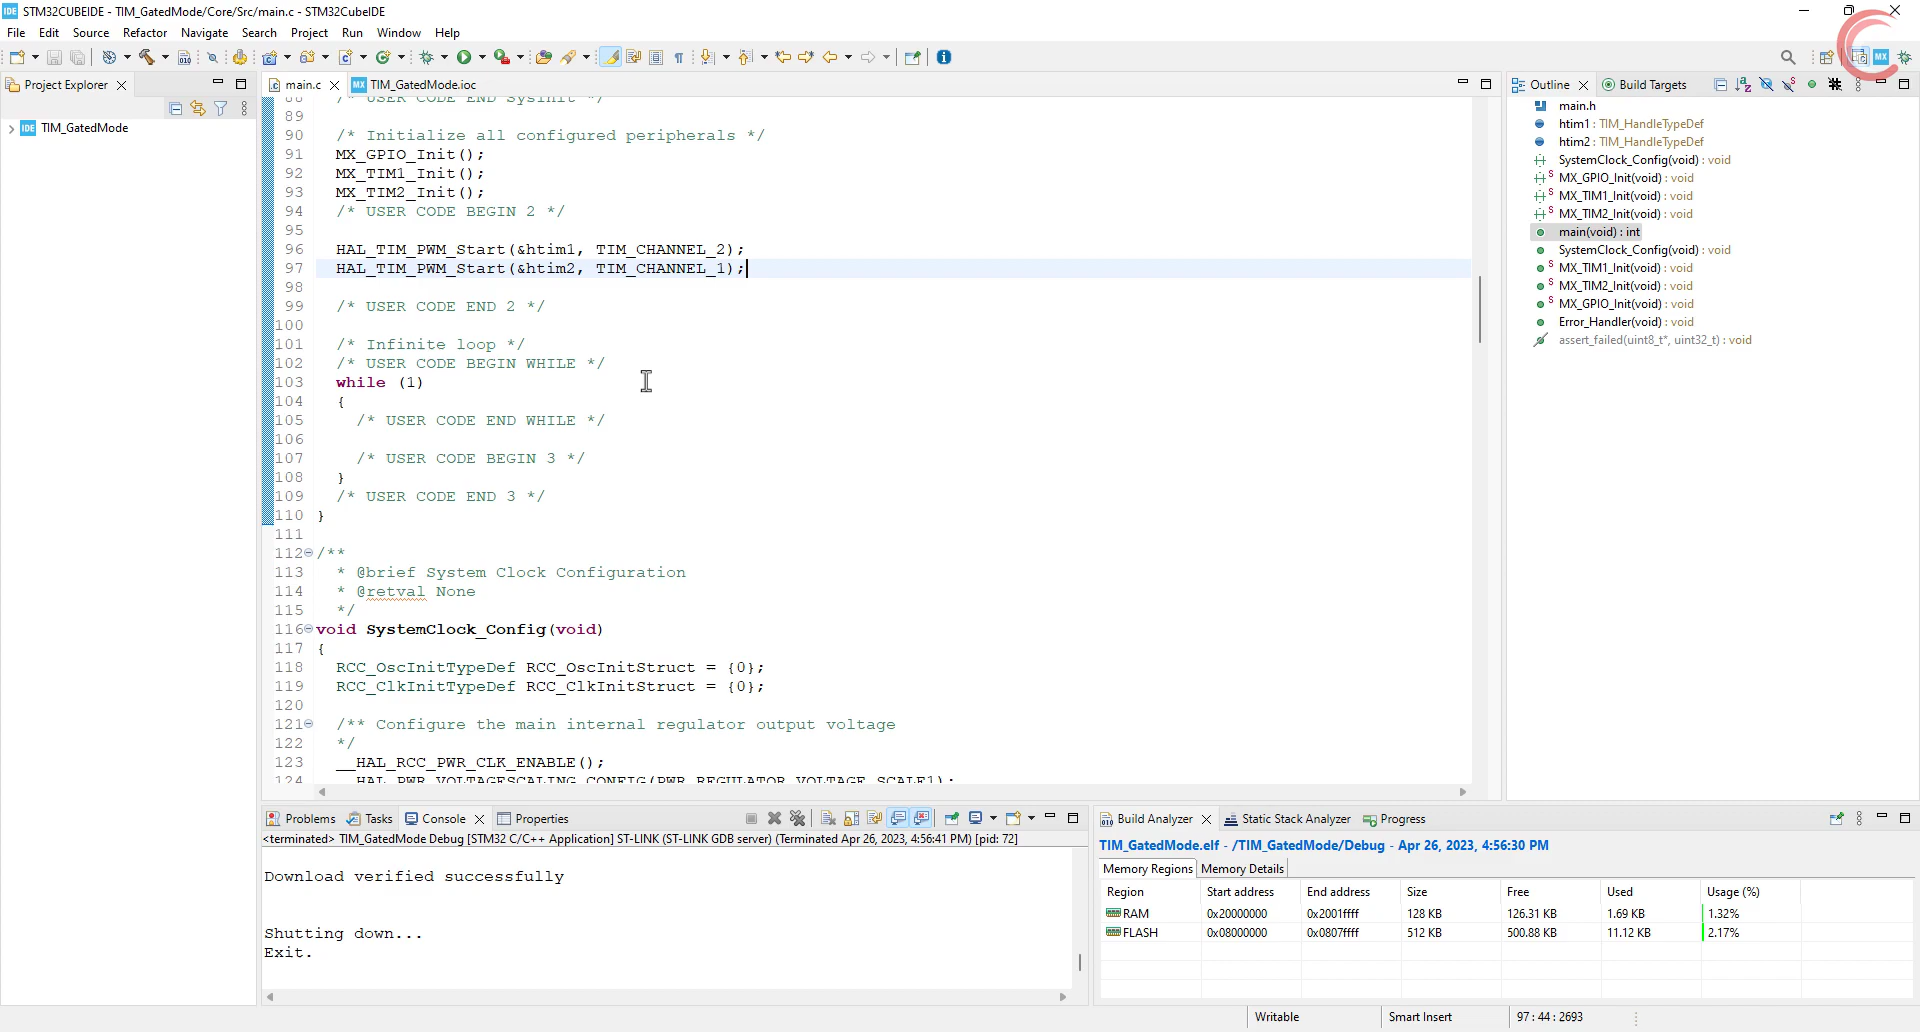 STM32CUBEIDE - TIM_GatedMode/Core/Src/main.c - STM32CubeIDE
File Edit Source Refactor Navigate Search Project Run Window Help
Project Explorer
TIM_GatedMode
main.c TIM_GatedMode.ioc
88 /* USER CODE END SysInit */
89
90 /* Initialize all configured peripherals */
91 MX_GPIO_Init();
92 MX_TIM1_Init();
93 MX_TIM2_Init();
94 /* USER CODE BEGIN 2 */
95
96 HAL_TIM_PWM_Start(&htim1, TIM_CHANNEL_2);
97 HAL_TIM_PWM_Start(&htim2, TIM_CHANNEL_1);
98
99 /* USER CODE END 2 */
100
101 /* Infinite loop */
102 /* USER CODE BEGIN WHILE */
103 while (1)
104 {
105 /* USER CODE END WHILE */
106
107 /* USER CODE BEGIN 3 */
108 }
109 /* USER CODE END 3 */
110 }
111
112 /**
113 * @brief System Clock Configuration
114 * @retval None
115 */
116 void SystemClock_Config(void)
117 {
118 RCC_OscInitTypeDef RCC_OscInitStruct = {0};
119 RCC_ClkInitTypeDef RCC_ClkInitStruct = {0};
120
121 /** Configure the main internal regulator output voltage
122 */
123 __HAL_RCC_PWR_CLK_ENABLE();
124 __HAL_PWR_VOLTAGESCALING_CONFIG(PWR_REGULATOR_VOLTAGE_SCALE1);
Outline Build Targets
main.h
htim1 : TIM_HandleTypeDef
htim2 : TIM_HandleTypeDef
SystemClock_Config(void) : void
MX_GPIO_Init(void) : void
MX_TIM1_Init(void) : void
MX_TIM2_Init(void) : void
main(void) : int
SystemClock_Config(void) : void
MX_TIM1_Init(void) : void
MX_TIM2_Init(void) : void
MX_GPIO_Init(void) : void
Error_Handler(void) : void
assert_failed(uint8_t*, uint32_t) : void
Problems Tasks Console Properties
<terminated> TIM_GatedMode Debug [STM32 C/C++ Application] ST-LINK (ST-LINK GDB server) (Terminated Apr 26, 2023, 4:56:41 PM) [pid: 72]
Download verified successfully
Shutting down...
Exit.
Build Analyzer Static Stack Analyzer Progress
TIM_GatedMode.elf - /TIM_GatedMode/Debug - Apr 26, 2023, 4:56:30 PM
Memory Regions Memory Details
Region Start address End address Size Free Used Usage (%)
RAM 0x20000000 0x2001ffff 128 KB 126.31 KB 1.69 KB 1.32%
FLASH 0x08000000 0x0807ffff 512 KB 500.88 KB 11.12 KB 2.17%
Writable Smart Insert 97 : 44 : 2693